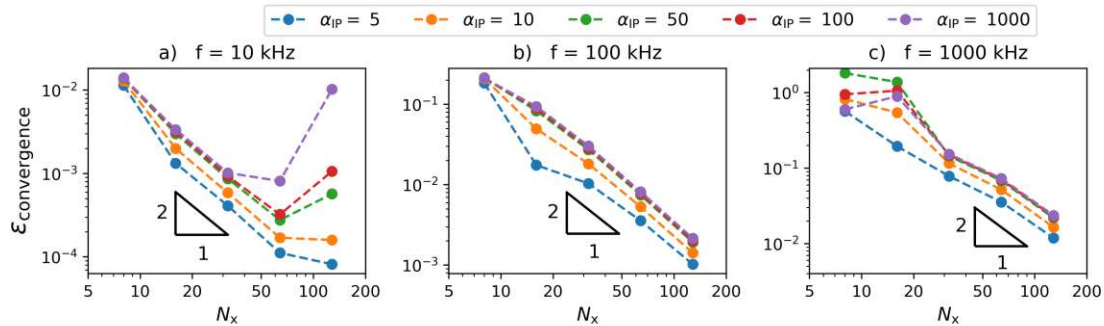 α_IP = 5 α_IP = 10 α_IP = 50 α_IP = 100 α_IP = 1000
a) f = 10 kHz
b) f = 100 kHz
c) f = 1000 kHz
ε_convergence
10⁻²
10⁻³
10⁻⁴
2
1
5 10 20 50 100 200
N_x
10⁻¹
10⁻²
10⁻³
2
1
5 10 20 50 100 200
N_x
10⁰
10⁻¹
10⁻²
2
1
5 10 20 50 100 200
N_x